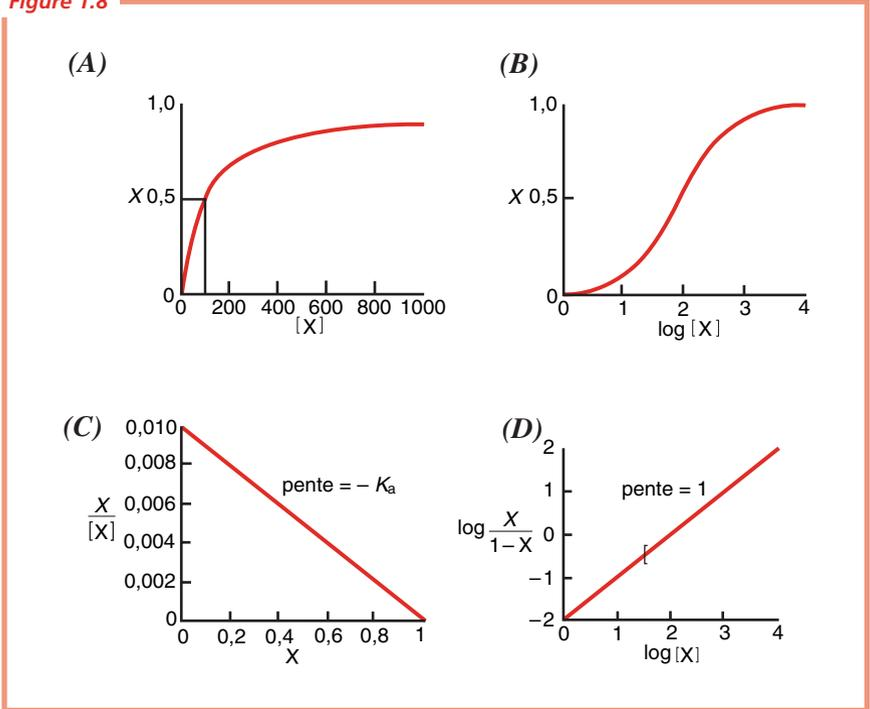 Figure 1.8
(A)
1,0
X 0,5
0
0 200 400 600 800 1000
[X]
(B)
1,0
X 0,5
0
0 1 2 3 4
log [X]
(C)
0,010
0,008
0,006
0,004
0,002
0
X
[X]
pente = – Ka
0 0,2 0,4 0,6 0,8 1
X
(D)
2
1
0
–1
–2
log X
1–X
pente = 1
[
0 1 2 3 4
log [X]